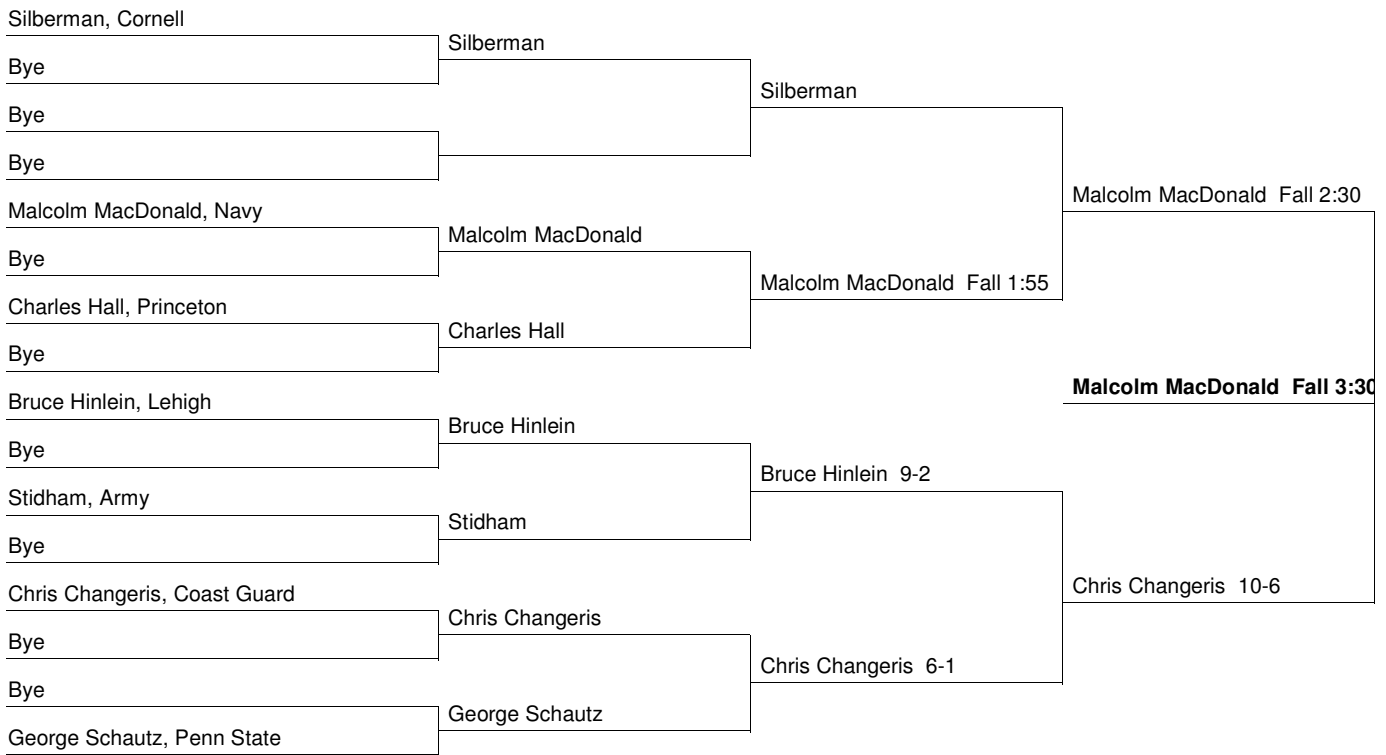 Silberman, Cornell
Bye
Bye
Bye
Malcolm MacDonald, Navy
Bye
Charles Hall, Princeton
Bye
Bruce Hinlein, Lehigh
Bye
Stidham, Army
Bye
Chris Changeris, Coast Guard
Bye
Bye
George Schautz, Penn State
Silberman
Malcolm MacDonald
Charles Hall
Bruce Hinlein
Stidham
Chris Changeris
George Schautz
Silberman
Malcolm MacDonald Fall 1:55
Bruce Hinlein 9-2
Chris Changeris 6-1
Malcolm MacDonald Fall 2:30
Chris Changeris 10-6
Malcolm MacDonald Fall 3:30